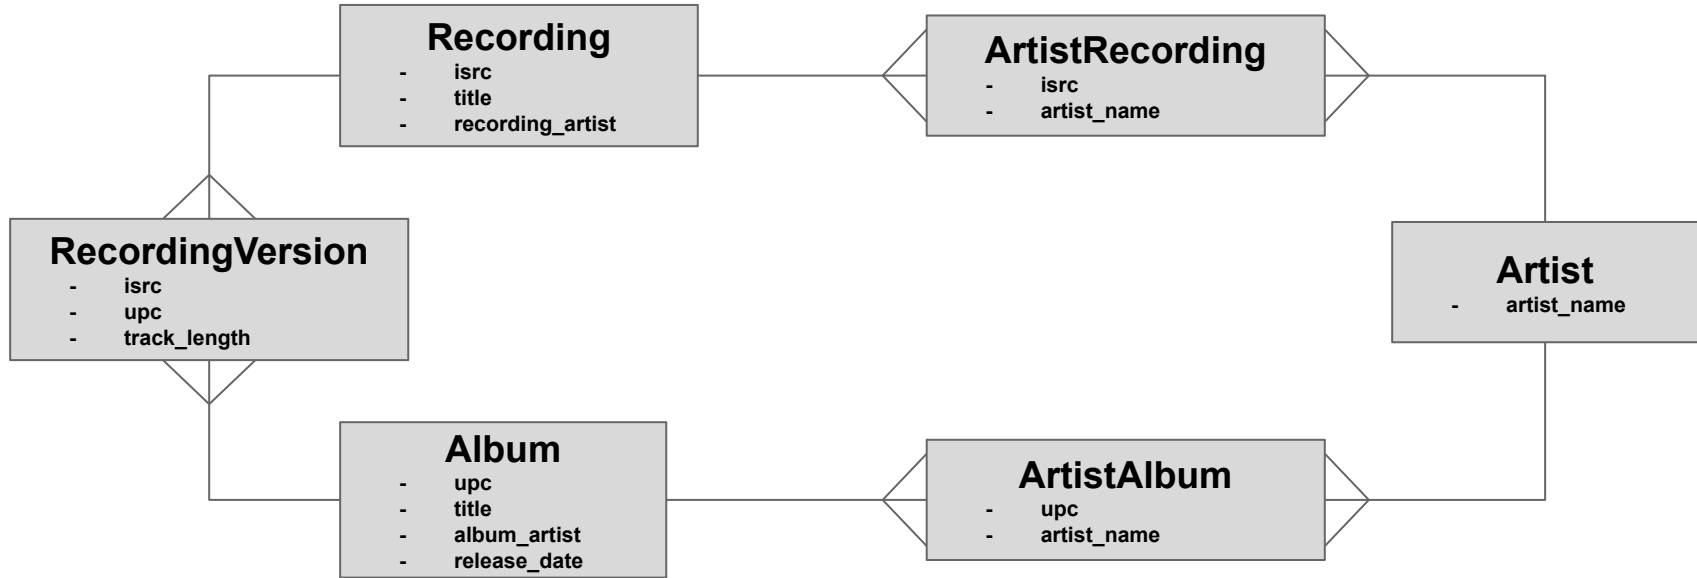 Recording
- isrc
- title
- recording_artist
ArtistRecording
- isrc
- artist_name
RecordingVersion
- isrc
- upc
- track_length
Artist
- artist_name
Album
- upc
- title
- album_artist
- release_date
ArtistAlbum
- upc
- artist_name